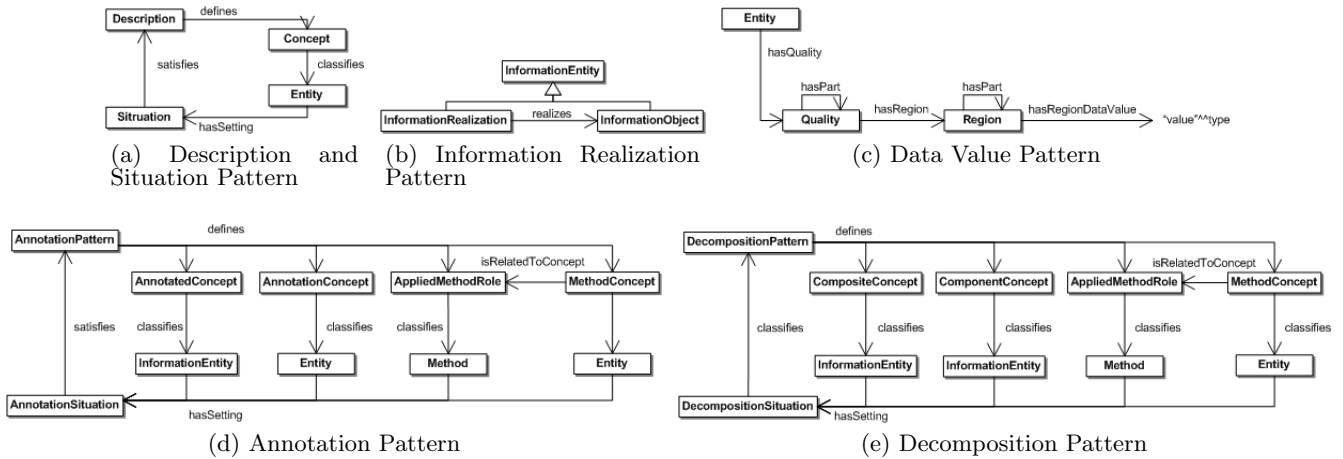 Description
defines
Concept
satisfies
classifies
Entity
Sitruation
hasSetting
(a) Description and
Situation Pattern
InformationEntity
InformationRealization
realizes
InformationObject
(b) Information Realization
Pattern
Entity
hasQuality
hasPart
hasPart
Quality
hasRegion
Region
hasRegionDataValue
"value"^^type
(c) Data Value Pattern
AnnotationPattern
defines
AnnotatedConcept
AnnotationConcept
AppliedMethodRole
isRelatedToConcept
MethodConcept
satisfies
classifies
classifies
classifies
InformationEntity
Entity
Method
Entity
AnnotationSituation
hasSetting
(d) Annotation Pattern
DecompositionPattern
defines
CompositeConcept
ComponentConcept
AppliedMethodRole
isRelatedToConcept
MethodConcept
classifies
classifies
classifies
classifies
classifies
InformationEntity
InformationEntity
Method
Entity
DecompositionSituation
hasSetting
(e) Decomposition Pattern